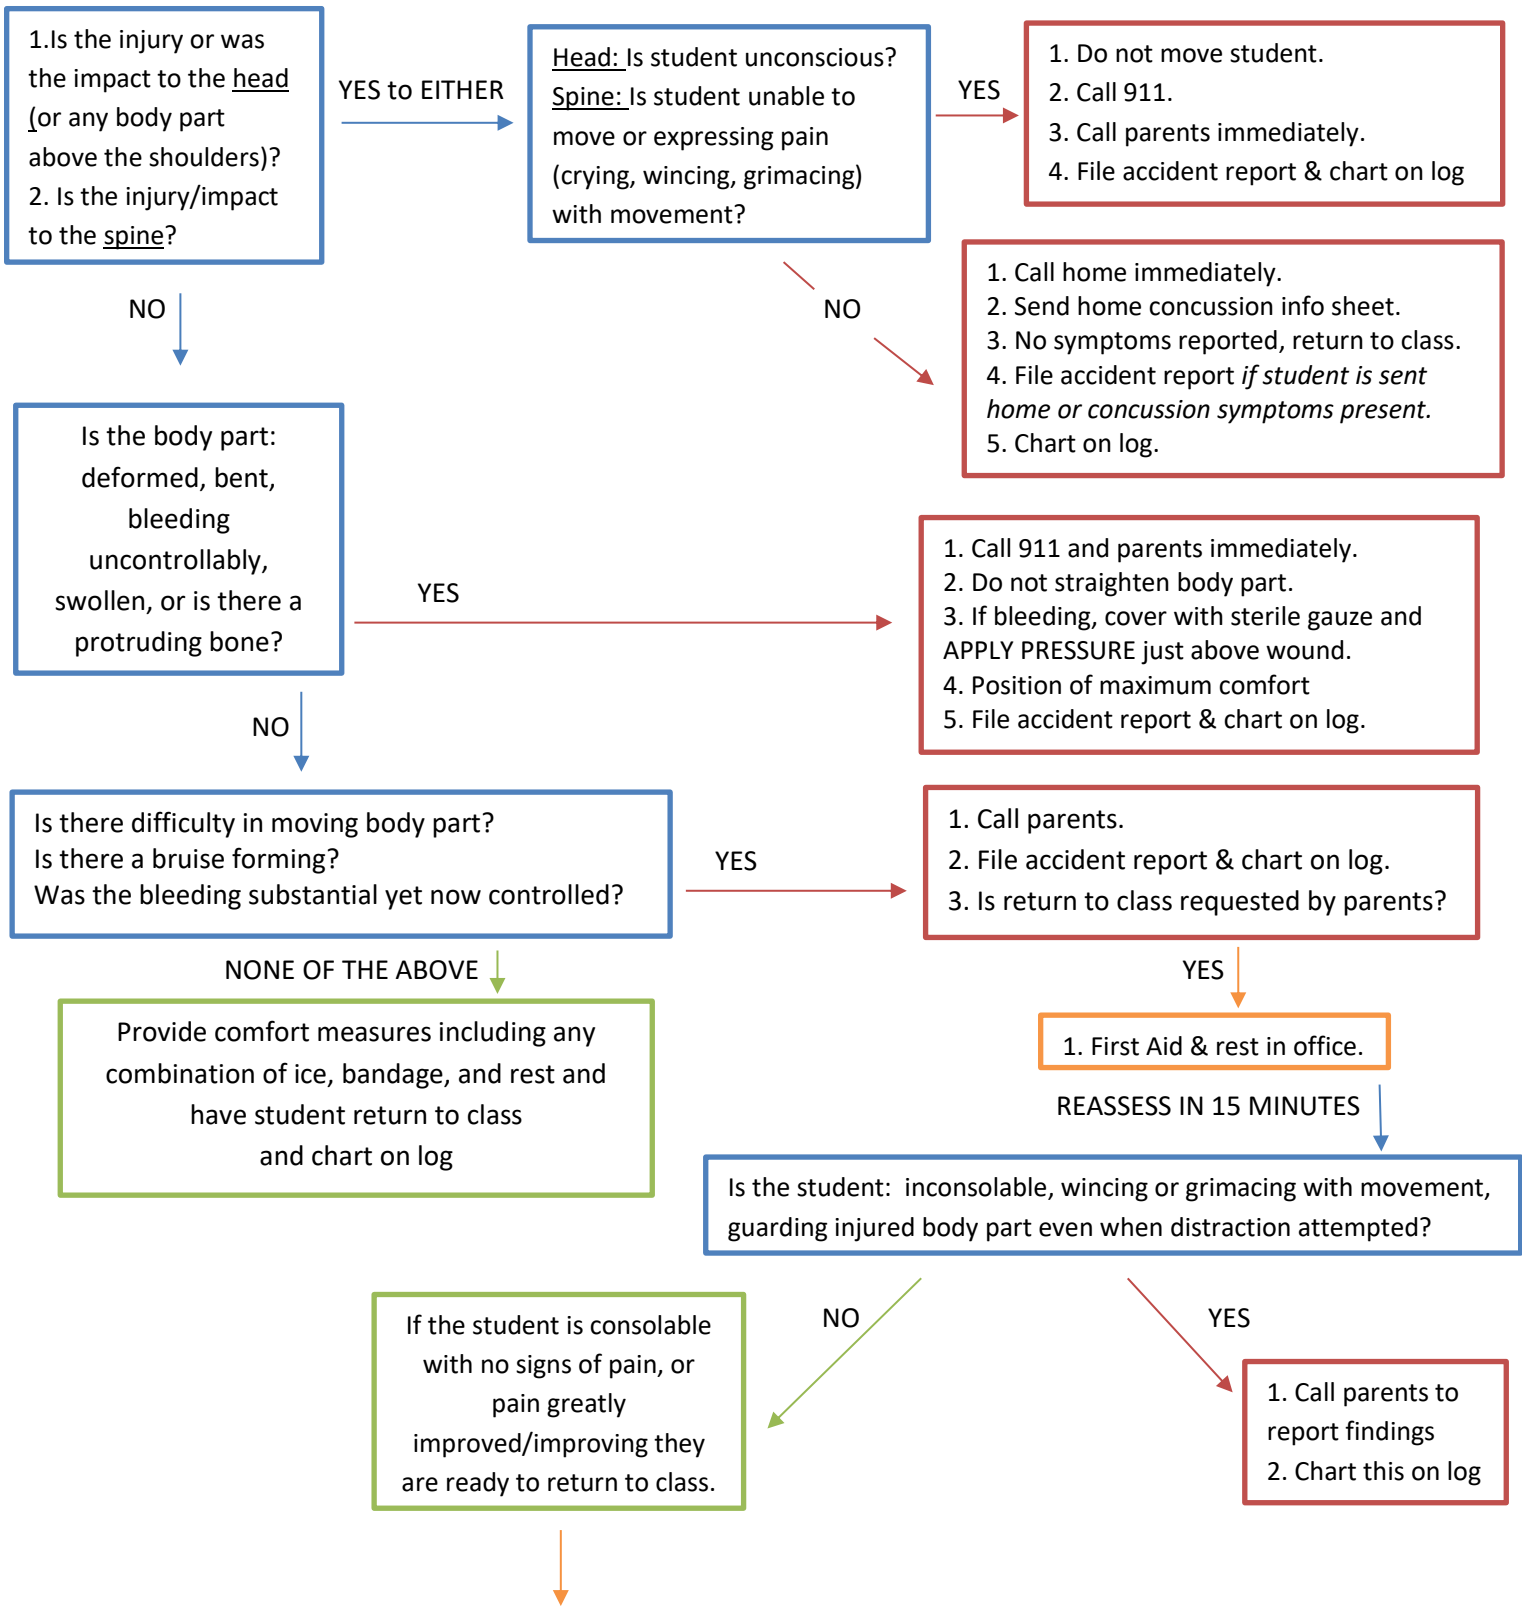 1.Is the injury or was
the impact to the head
(or any body part
above the shoulders)?
2. Is the injury/impact
to the spine?
YES to EITHER
Head: Is student unconscious?
Spine: Is student unable to
move or expressing pain
(crying, wincing, grimacing)
with movement?
YES
1. Do not move student.
2. Call 911.
3. Call parents immediately.
4. File accident report & chart on log
NO
1. Call home immediately.
2. Send home concussion info sheet.
3. No symptoms reported, return to class.
4. File accident report if student is sent
home or concussion symptoms present.
5. Chart on log.
NO
Is the body part:
deformed, bent,
bleeding
uncontrollably,
swollen, or is there a
protruding bone?
YES
1. Call 911 and parents immediately.
2. Do not straighten body part.
3. If bleeding, cover with sterile gauze and
APPLY PRESSURE just above wound.
4. Position of maximum comfort
5. File accident report & chart on log.
NO
Is there difficulty in moving body part?
Is there a bruise forming?
Was the bleeding substantial yet now controlled?
YES
1. Call parents.
2. File accident report & chart on log.
3. Is return to class requested by parents?
NONE OF THE ABOVE
Provide comfort measures including any
combination of ice, bandage, and rest and
have student return to class
and chart on log
YES
1. First Aid & rest in office.
REASSESS IN 15 MINUTES
Is the student:  inconsolable, wincing or grimacing with movement,
guarding injured body part even when distraction attempted?
NO
If the student is consolable
with no signs of pain, or
pain greatly
improved/improving they
are ready to return to class.
YES
1. Call parents to
report findings
2. Chart this on log